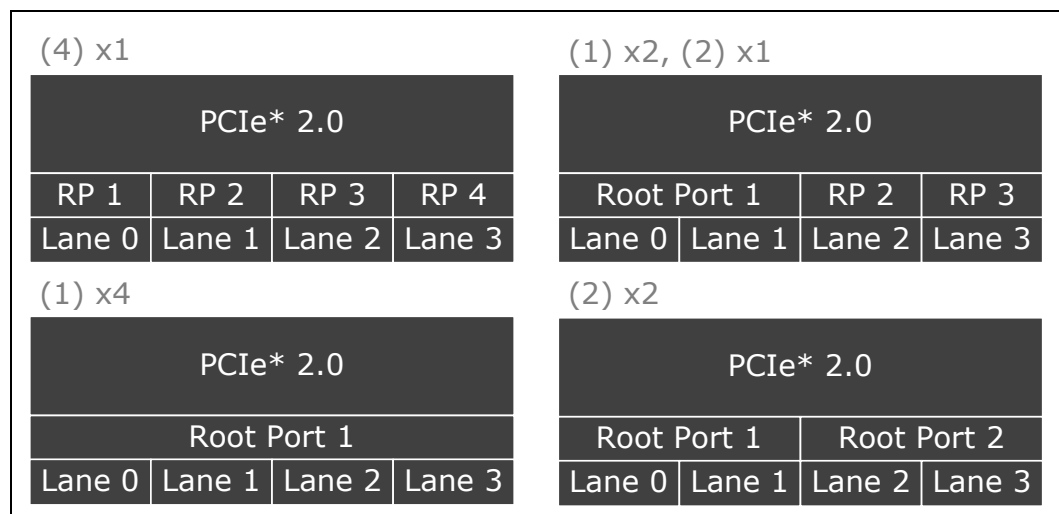 (4) x1
PCIe* 2.0
RP 1 RP 2 RP 3 RP 4
Lane 0 Lane 1 Lane 2 Lane 3
(1) x2, (2) x1
PCIe* 2.0
Root Port 1 RP 2 RP 3
Lane 0 Lane 1 Lane 2 Lane 3
(1) x4
PCIe* 2.0
Root Port 1
Lane 0 Lane 1 Lane 2 Lane 3
(2) x2
PCIe* 2.0
Root Port 1 Root Port 2
Lane 0 Lane 1 Lane 2 Lane 3